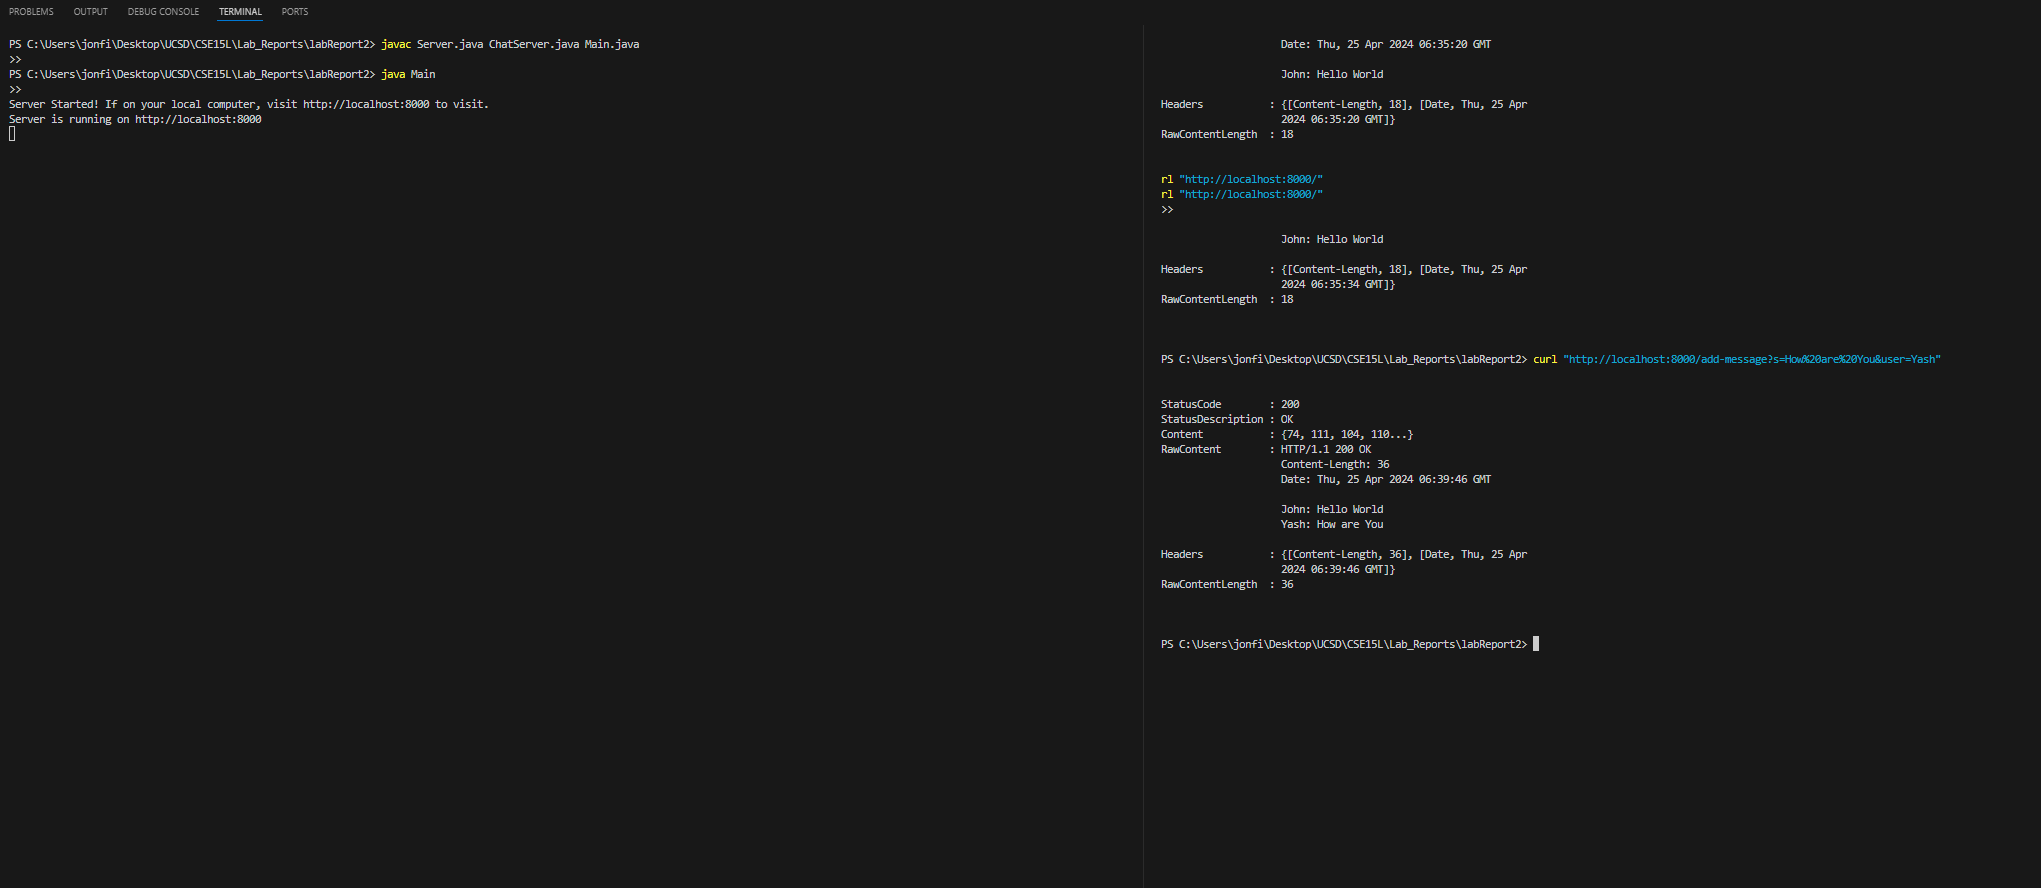 PROBLEMS OUTPUT DEBUG CONSOLE TERMINAL PORTS
PS C:\Users\jonfi\Desktop\UCSD\CSE15L\Lab_Reports\labReport2> javac Server.java ChatServer.java Main.java
>>
PS C:\Users\jonfi\Desktop\UCSD\CSE15L\Lab_Reports\labReport2> java Main
>>
Server Started! If on your local computer, visit http://localhost:8000 to visit.
Server is running on http://localhost:8000
Date: Thu, 25 Apr 2024 06:35:20 GMT
John: Hello World
Headers : {[Content-Length, 18], [Date, Thu, 25 Apr
2024 06:35:20 GMT]}
RawContentLength : 18
rl "http://localhost:8000/"
rl "http://localhost:8000/"
>>
John: Hello World
Headers : {[Content-Length, 18], [Date, Thu, 25 Apr
2024 06:35:34 GMT]}
RawContentLength : 18
PS C:\Users\jonfi\Desktop\UCSD\CSE15L\Lab_Reports\labReport2> curl "http://localhost:8000/add-message?s=How%20are%20You&user=Yash"
StatusCode : 200
StatusDescription : OK
Content : {74, 111, 104, 110...}
RawContent : HTTP/1.1 200 OK
Content-Length: 36
Date: Thu, 25 Apr 2024 06:39:46 GMT
John: Hello World
Yash: How are You
Headers : {[Content-Length, 36], [Date, Thu, 25 Apr
2024 06:39:46 GMT]}
RawContentLength : 36
PS C:\Users\jonfi\Desktop\UCSD\CSE15L\Lab_Reports\labReport2>